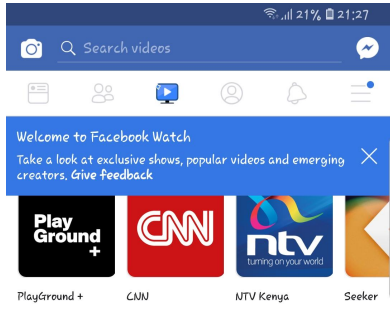 21% 21:27
Search videos
Welcome to Facebook Watch
Take a look at exclusive shows, popular videos and emerging
creators. Give feedback
Play
Ground
+
CNN
ntv
turning on your world
PlayGround +
CNN
NTV Kenya
Seeker